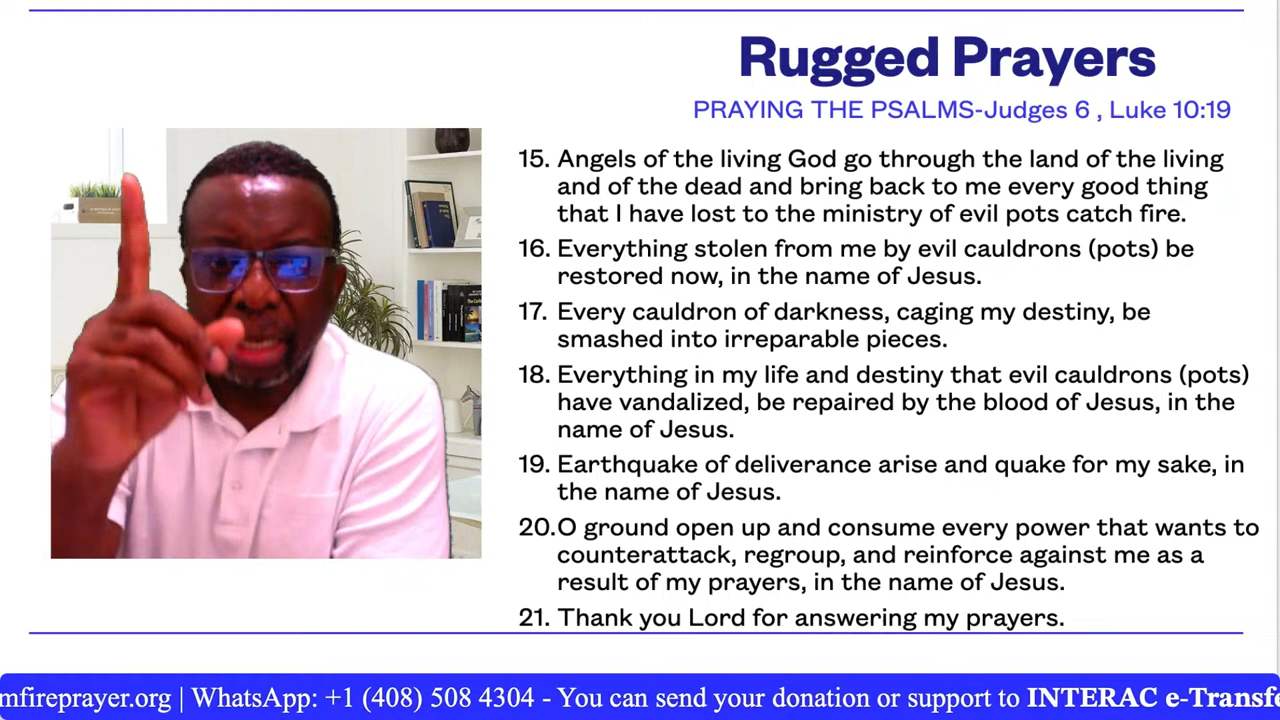 Rugged Prayers
PRAYING THE PSALMS-Judges 6 , Luke 10:19
15. Angels of the living God go through the land of the living
and of the dead and bring back to me every good thing
that I have lost to the ministry of evil pots catch fire.
16. Everything stolen from me by evil cauldrons (pots) be
restored now, in the name of Jesus.
17. Every cauldron of darkness, caging my destiny, be
smashed into irreparable pieces.
18. Everything in my life and destiny that evil cauldrons (pots)
have vandalized, be repaired by the blood of Jesus, in the
name of Jesus.
19. Earthquake of deliverance arise and quake for my sake, in
the name of Jesus.
20.O ground open up and consume every power that wants to
counterattack, regroup, and reinforce against me as a
result of my prayers, in the name of Jesus.
21. Thank you Lord for answering my prayers.
mfireprayer.org | WhatsApp: +1 (408) 508 4304 - You can send your donation or support to INTERAC e-Transfe